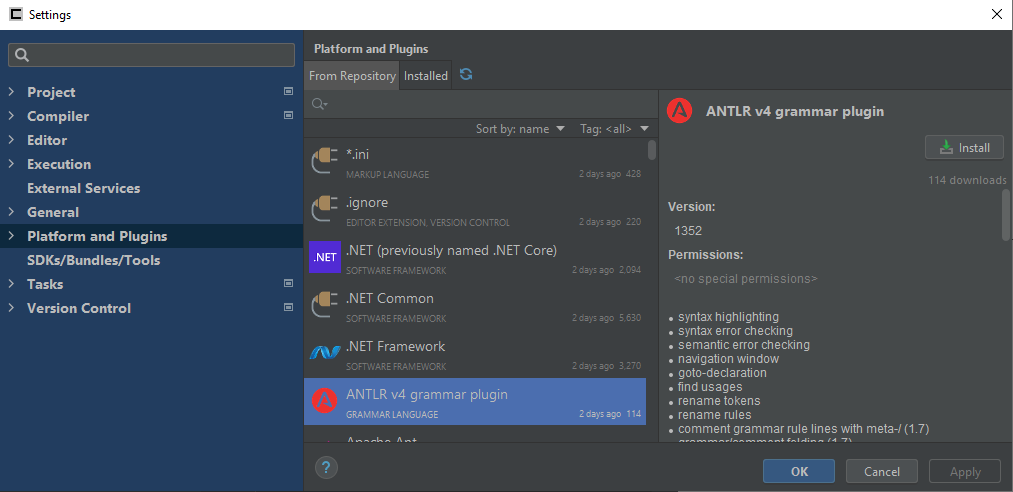 Settings
Project
Compiler
Editor
Execution
External Services
General
Platform and Plugins
SDKs/Bundles/Tools
Tasks
Version Control
Platform and Plugins
From Repository Installed
Sort by: name Tag: <all>
*.ini
MARKUP LANGUAGE 2 days ago 428
.ignore
EDITOR EXTENSION, VERSION CONTROL 2 days ago 220
.NET
.NET (previously named .NET Core)
SOFTWARE FRAMEWORK 2 days ago 2,094
.NET Common
SOFTWARE FRAMEWORK 2 days ago 5,630
.NET Framework
SOFTWARE FRAMEWORK 2 days ago 3,270
ANTLR v4 grammar plugin
GRAMMAR LANGUAGE 2 days ago 114
Apache Ant
ANTLR v4 grammar plugin
Install
114 downloads
Version:
1352
Permissions:
<no special permissions>
• syntax highlighting
• syntax error checking
• semantic error checking
• navigation window
• goto-declaration
• find usages
• rename tokens
• rename rules
• comment grammar rule lines with meta-/ (1.7)
• grammar/comment folding (1.7)
?
OK Cancel Apply